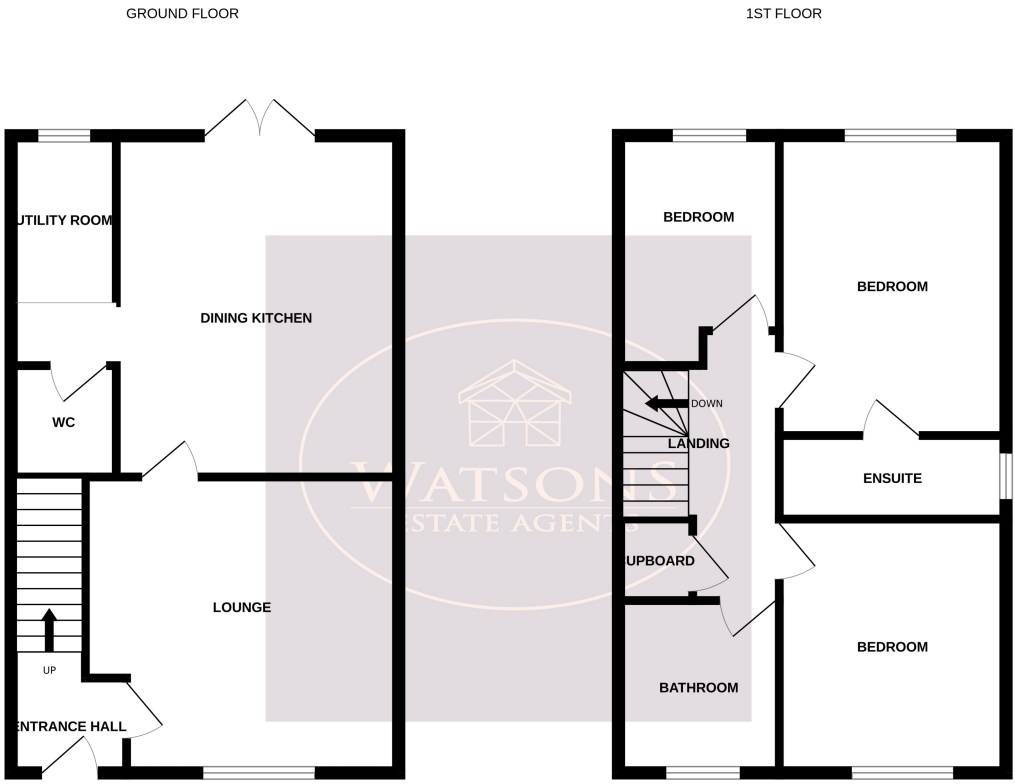 GROUND FLOOR
1ST FLOOR
UTILITY ROOM
DINING KITCHEN
WC
LOUNGE
UP
ENTRANCE HALL
BEDROOM
BEDROOM
DOWN
LANDING
ENSUITE
CUPBOARD
BEDROOM
BATHROOM
WATSONS
ESTATE AGENTS